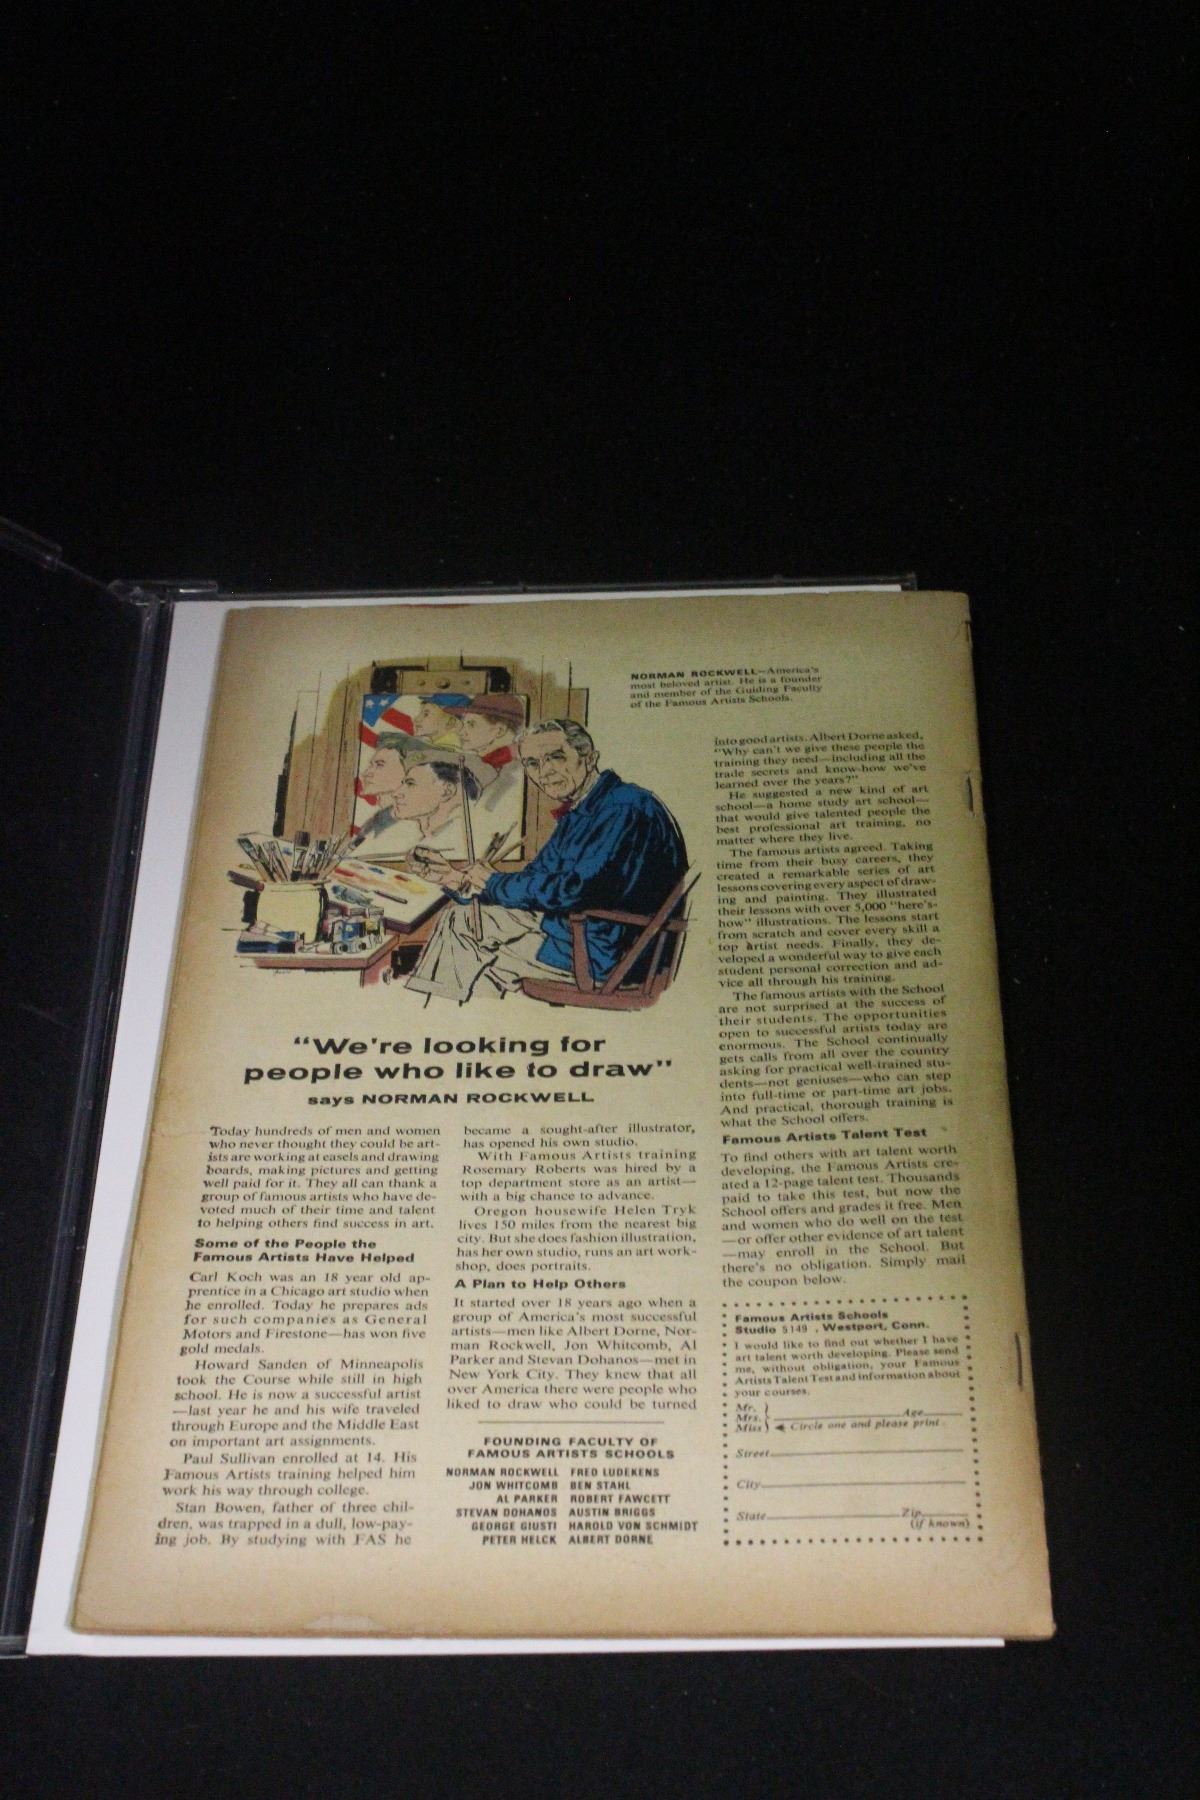 NORMAN ROCKWELL—America's
most beloved artist. He is a founder
and member of the Guiding Faculty
of the Famous Artists Schools.
"We're looking for
people who like to draw"
says NORMAN ROCKWELL
Today hundreds of men and women
who never thought they could be art-
ists are working at easels and drawing
boards, making pictures and getting
well paid for it. They all can thank a
group of famous artists who have de-
voted much of their time and talent
to helping others find success in art.
Some of the People the
Famous Artists Have Helped
Carl Koch was an 18 year old ap-
prentice in a Chicago art studio when
he enrolled. Today he prepares ads
for such companies as General
Motors and Firestone—has won five
gold medals.
Howard Sanden of Minneapolis
took the Course while still in high
school. He is now a successful artist
—last year he and his wife traveled
through Europe and the Middle East
on important art assignments.
Paul Sullivan enrolled at 14. His
Famous Artists training helped him
work his way through college.
Stan Bowen, father of three chil-
dren, was trapped in a dull, low-pay-
ing job. By studying with FAS he
became a sought-after illustrator,
has opened his own studio.
With Famous Artists training
Rosemary Roberts was hired by a
top department store as an artist—
with a big chance to advance.
Oregon housewife Helen Tryk
lives 150 miles from the nearest big
city. But she does fashion illustration,
has her own studio, runs an art work-
shop, does portraits.
A Plan to Help Others
It started over 18 years ago when a
group of America's most successful
artists—men like Albert Dorne, Nor-
man Rockwell, Jon Whitcomb, Al
Parker and Stevan Dohanos—met in
New York City. They knew that all
over America there were people who
liked to draw who could be turned
FOUNDING FACULTY OF
FAMOUS ARTISTS SCHOOLS
NORMAN ROCKWELL FRED LUDEKENS
JON WHITCOMB BEN STAHL
AL PARKER ROBERT FAWCETT
STEVAN DOHANOS AUSTIN BRIGGS
GEORGE GIUSTI HAROLD VON SCHMIDT
PETER HELCK ALBERT DORNE
into good artists. Albert Dorne asked,
"Why can't we give these people the
training they need—including all the
trade secrets and know-how we've
learned over the years?"
He suggested a new kind of art
school—a home study art school—
that would give talented people the
best professional art training, no
matter where they live.
The famous artists agreed. Taking
time from their busy careers, they
created a remarkable series of art
lessons covering every aspect of draw-
ing and painting. They illustrated
their lessons with over 5,000 "here's-
how" illustrations. The lessons start
from scratch and cover every skill a
top artist needs. Finally, they de-
veloped a wonderful way to give each
student personal correction and ad-
vice all through his training.
The famous artists with the School
are not surprised at the success of
their students. The opportunities
open to successful artists today are
enormous. The School continually
gets calls from all over the country
asking for practical well-trained stu-
dents—not geniuses—who can step
into full-time or part-time art jobs.
And practical, thorough training is
what the School offers.
Famous Artists Talent Test
To find others with art talent worth
developing, the Famous Artists cre-
ated a 12-page talent test. Thousands
paid to take this test, but now the
School offers and grades it free. Men
and women who do well on the test
—or offer other evidence of art talent
—may enroll in the School. But
there's no obligation. Simply mail
the coupon below.
Famous Artists Schools
Studio 5149 , Westport, Conn.
I would like to find out whether I have
art talent worth developing. Please send
me, without obligation, your Famous
Artists Talent Test and information about
your courses.
Mr.
Mrs. Age
Miss Circle one and please print.
Street
City
State Zip
(if known)